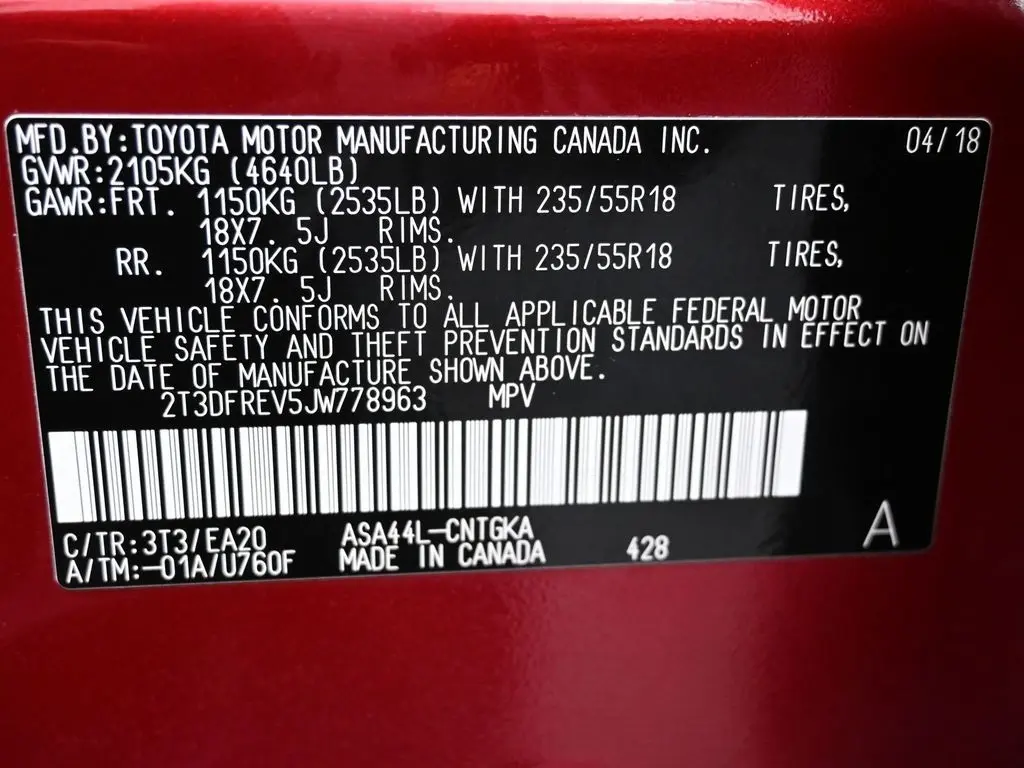 MFD.BY:TOYOTA MOTOR MANUFACTURING CANADA INC. 04/18
GVWR:2105KG (4640LB)
GAWR:FRT. 1150KG (2535LB) WITH 235/55R18 TIRES,
18X7. 5J RIMS.
RR. 1150KG (2535LB) WITH 235/55R18 TIRES,
18X7. 5J RIMS.
THIS VEHICLE CONFORMS TO ALL APPLICABLE FEDERAL MOTOR
VEHICLE SAFETY AND THEFT PREVENTION STANDARDS IN EFFECT ON
THE DATE OF MANUFACTURE SHOWN ABOVE.
2T3DFREV5JW778963 MPV
C/TR:3T3/EA20 ASA44L-CNTGKA
A/TM:-01A/U760F MADE IN CANADA 428 A